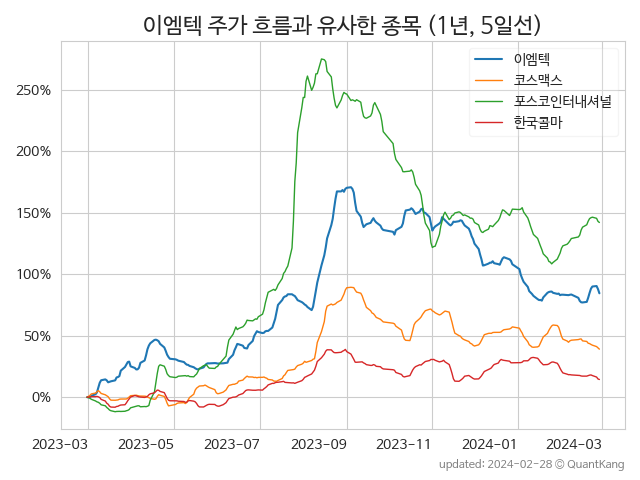 이엠텍 주가 흐름과 유사한 종목 (1년, 5일선)
이엠텍
코스맥스
포스코인터내셔널
한국콜마
250%
200%
150%
100%
50%
0%
2023-03 2023-05 2023-07 2023-09 2023-11 2024-01 2024-03
updated: 2024-02-28 © QuantKang